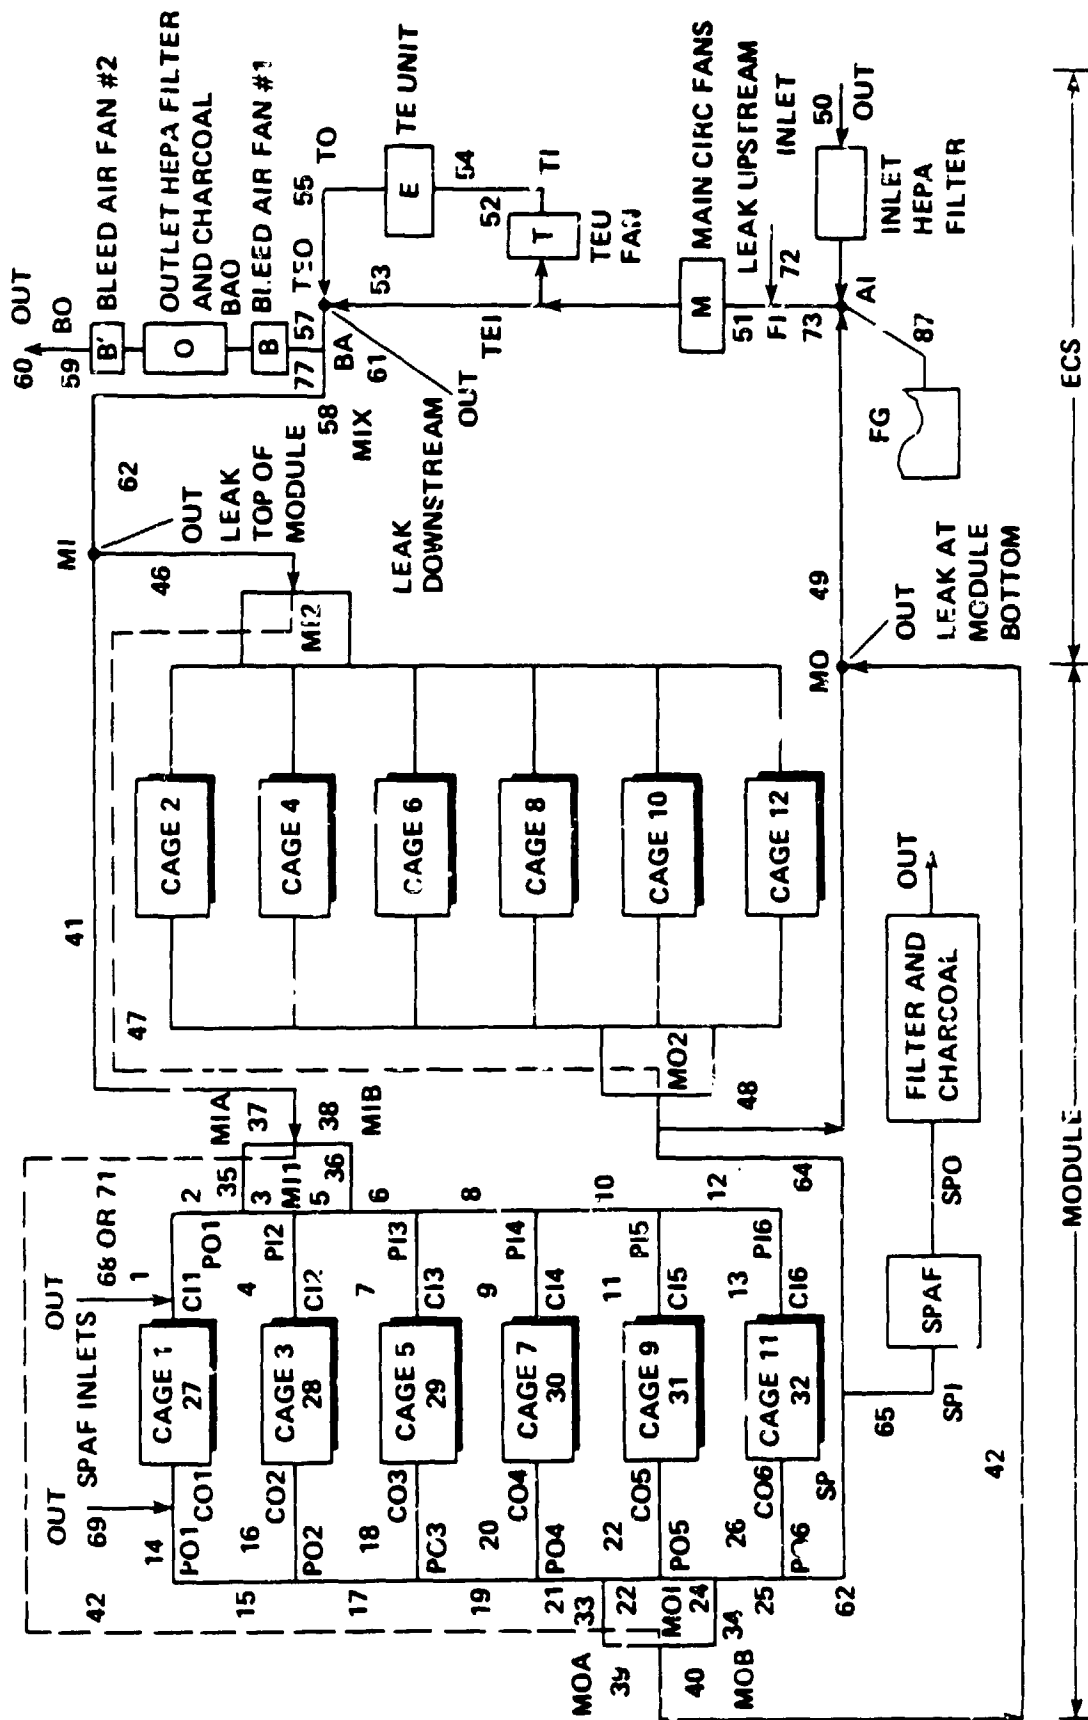 OUT
60
59
BO
BLEED AIR FAN #2
B'
OUTLET HEPA FILTER
AND CHARCOAL
O
BAO
BLEED AIR FAN #1
B
77
57
TEO
55
TO
TE UNIT
E
54
TI
52
T
TEU
FAN
53
TEI
BA
61
OUT
58
MIX
LEAK
DOWNSTREAM
MAIN CIRC FANS
M
51
LEAK LIPSTREAM
INLET
FI
72
73
AI
50
OUT
INLET
HEPA
FILTER
87
FG
ECS
MI
62
OUT
LEAK
TOP OF
MODULE
46
MI2
41
47
CAGE 2
CAGE 4
CAGE 6
CAGE 8
CAGE 10
CAGE 12
MO2
48
MO
49
OUT
LEAK AT
MODULE
BOTTOM
MIA
37
38
MIB
35
MI1
36
OUT
68 OR 71
SPAF INLETS
OUT
69
1
2
3
4
5
6
7
8
9
10
11
12
13
64
PO1
PI2
PI3
PI4
PI5
PI6
CI1
CI2
CI3
CI4
CI5
CI6
CAGE 1
27
CAGE 3
28
CAGE 5
29
CAGE 7
30
CAGE 9
31
CAGE 11
32
CO1
CO2
CO3
CO4
CO5
CO6
SP
14
16
18
20
22
26
PO1
PO2
PO3
PO4
PO5
PO6
42
15
17
19
21
33
22
MOI
24
34
25
62
MOA
39
40
MOB
65
SPI
SPAF
SPO
FILTER AND
CHARCOAL
OUT
42
MODULE